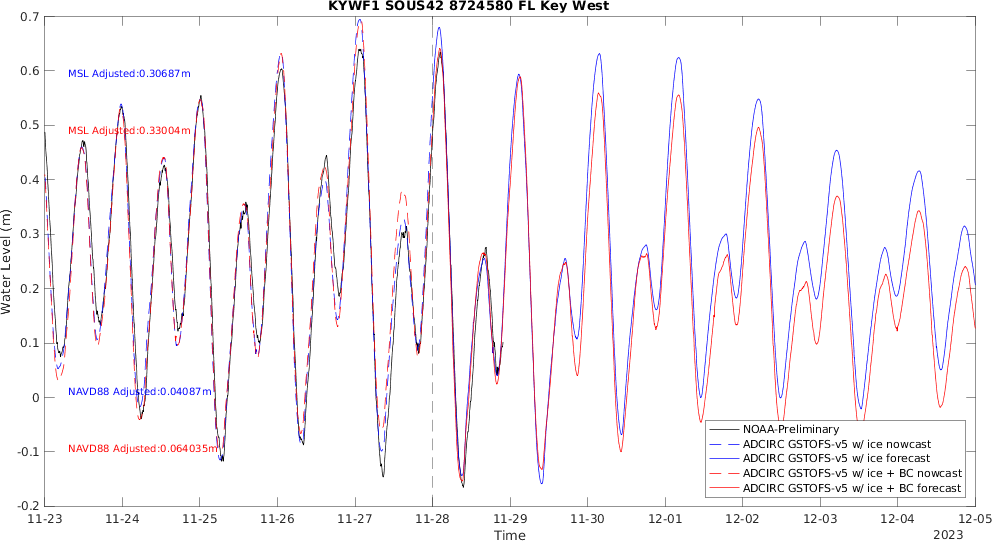 KYWF1 SOUS42 8724580 FL Key West
0.7
0.6
0.5
0.4
0.3
0.2
0.1
0
-0.1
-0.2
Water Level (m)
MSL Adjusted:0.30687m
MSL Adjusted:0.33004m
NAVD88 Adjusted:0.04087m
NAVD88 Adjusted:0.064035m
NOAA-Preliminary
ADCIRC GSTOFS-v5 w/ ice nowcast
ADCIRC GSTOFS-v5 w/ ice forecast
ADCIRC GSTOFS-v5 w/ ice + BC nowcast
ADCIRC GSTOFS-v5 w/ ice + BC forecast
11-23 11-24 11-25 11-26 11-27 11-28 11-29 11-30 12-01 12-02 12-03 12-04 12-05
Time
2023